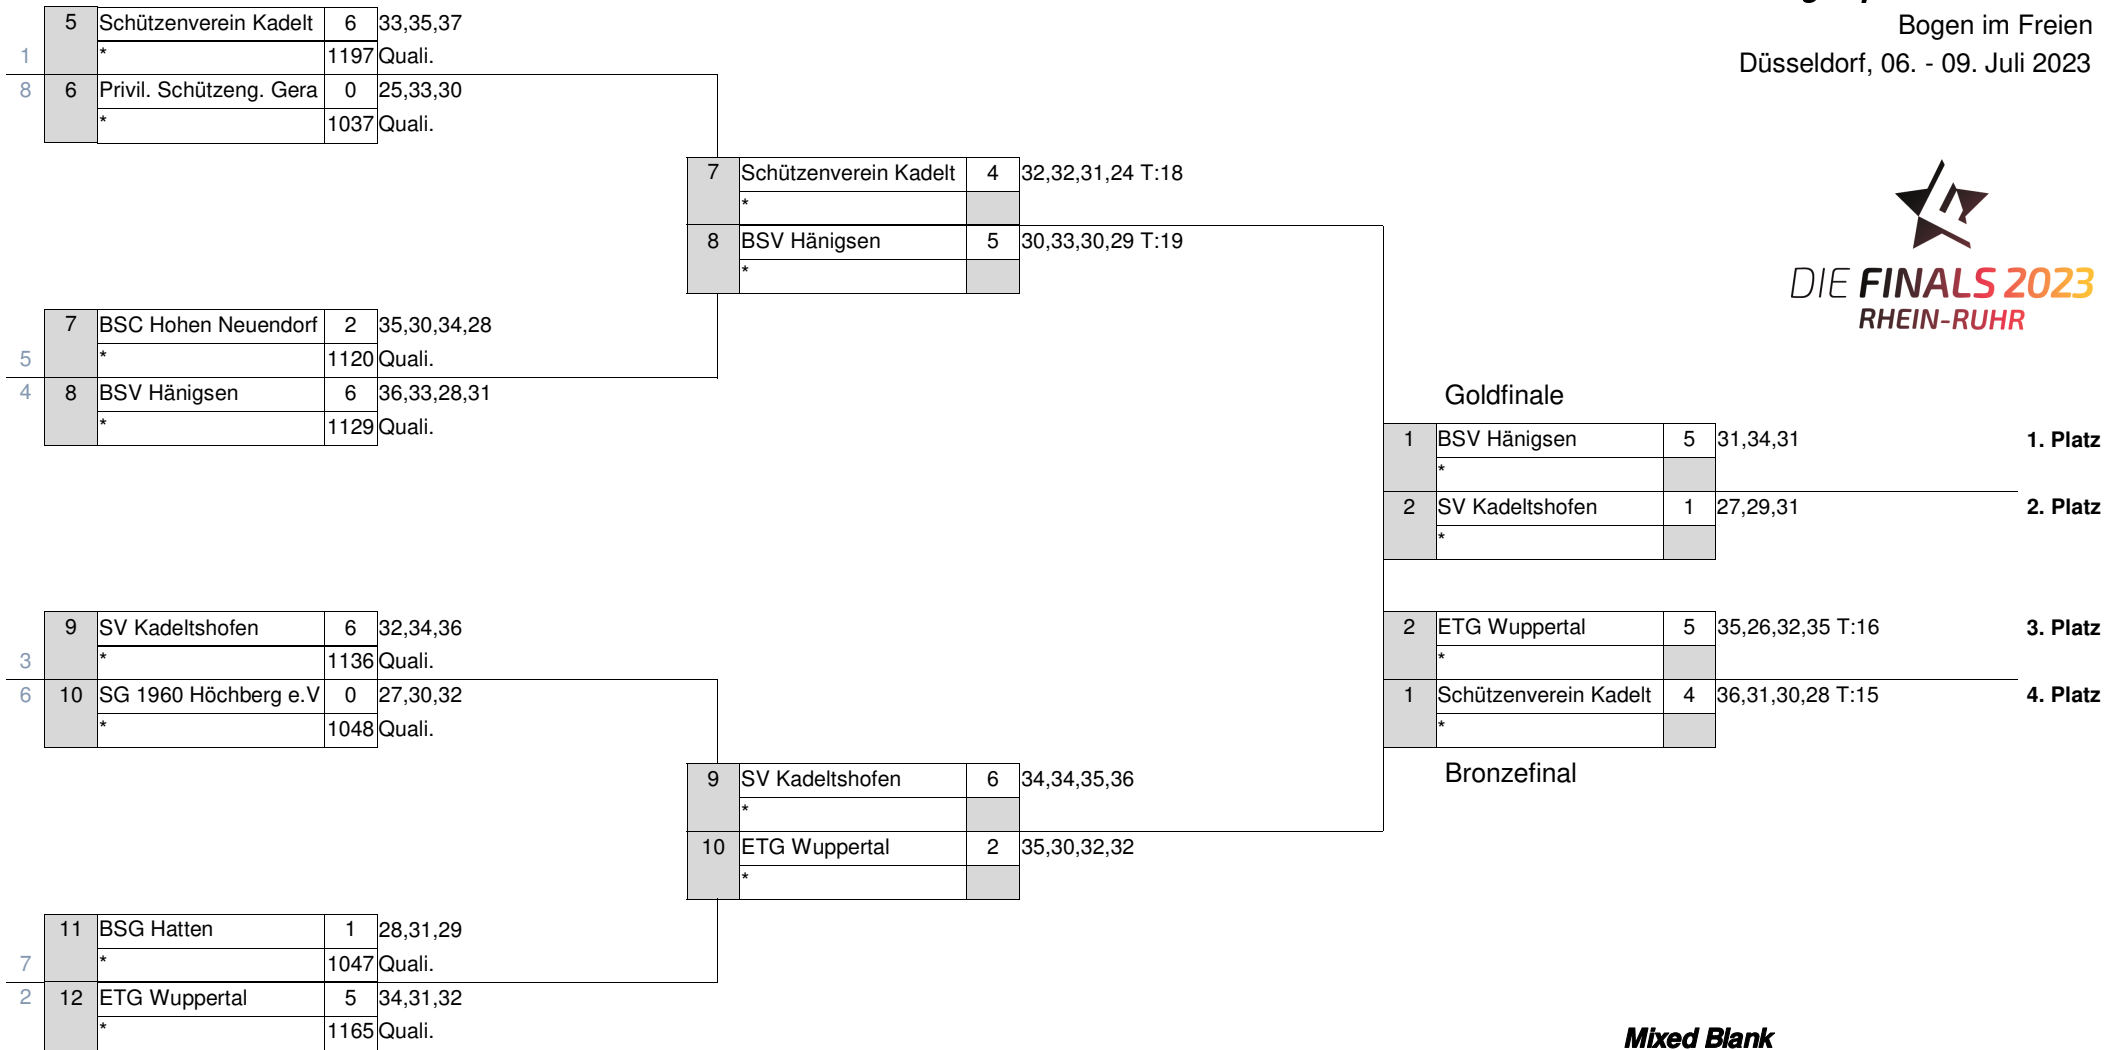 5 Schützenverein Kadelt 6 33,35,37
1 * 1197 Quali.
8 6 Privil. Schützeng. Gera 0 25,33,30
* 1037 Quali.
Bogen im Freien
Düsseldorf, 06. - 09. Juli 2023
7 Schützenverein Kadelt 4 32,32,31,24 T:18
*
8 BSV Hänigsen 5 30,33,30,29 T:19
*
DIE FINALS 2023
RHEIN-RUHR
7 BSC Hohen Neuendorf 2 35,30,34,28
5 * 1120 Quali.
4 8 BSV Hänigsen 6 36,33,28,31
* 1129 Quali.
Goldfinale
1 BSV Hänigsen 5 31,34,31 1. Platz
*
2 SV Kadeltshofen 1 27,29,31 2. Platz
*
9 SV Kadeltshofen 6 32,34,36
3 * 1136 Quali.
6 10 SG 1960 Höchberg e.V 0 27,30,32
* 1048 Quali.
2 ETG Wuppertal 5 35,26,32,35 T:16 3. Platz
*
1 Schützenverein Kadelt 4 36,31,30,28 T:15 4. Platz
*
Bronzefinal
9 SV Kadeltshofen 6 34,34,35,36
*
10 ETG Wuppertal 2 35,30,32,32
*
11 BSG Hatten 1 28,31,29
7 * 1047 Quali.
2 12 ETG Wuppertal 5 34,31,32
* 1165 Quali.
Mixed Blank